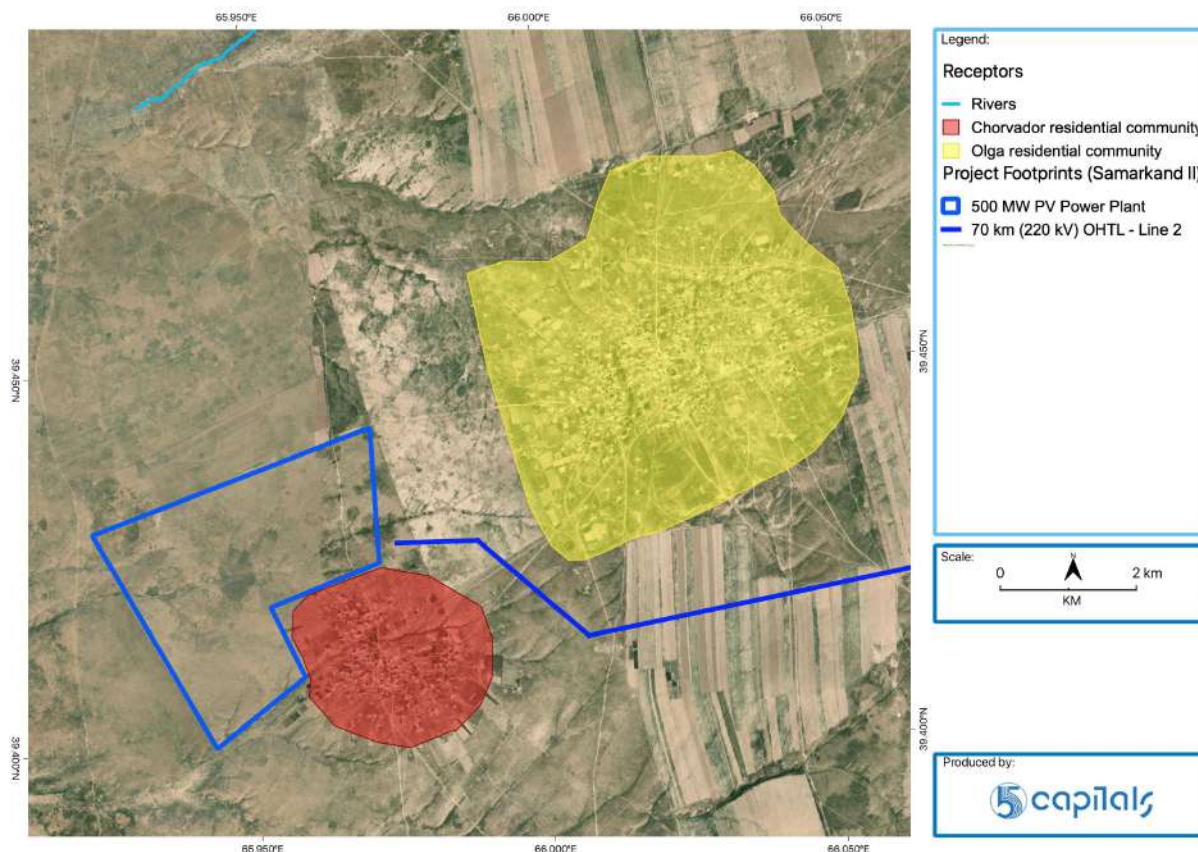 65.950°E 66.000°E 66.050°E
39.450°N
39.400°N
39.450°N
39.400°N
65.950°E 66.000°E 66.050°E
Legend:
Receptors
Rivers
Chorvador residential community
Olga residential community
Project Footprints (Samarkand II)
500 MW PV Power Plant
70 km (220 kV) OHTL - Line 2
Scale:
N
0 2 km
KM
Produced by:
5 capitals